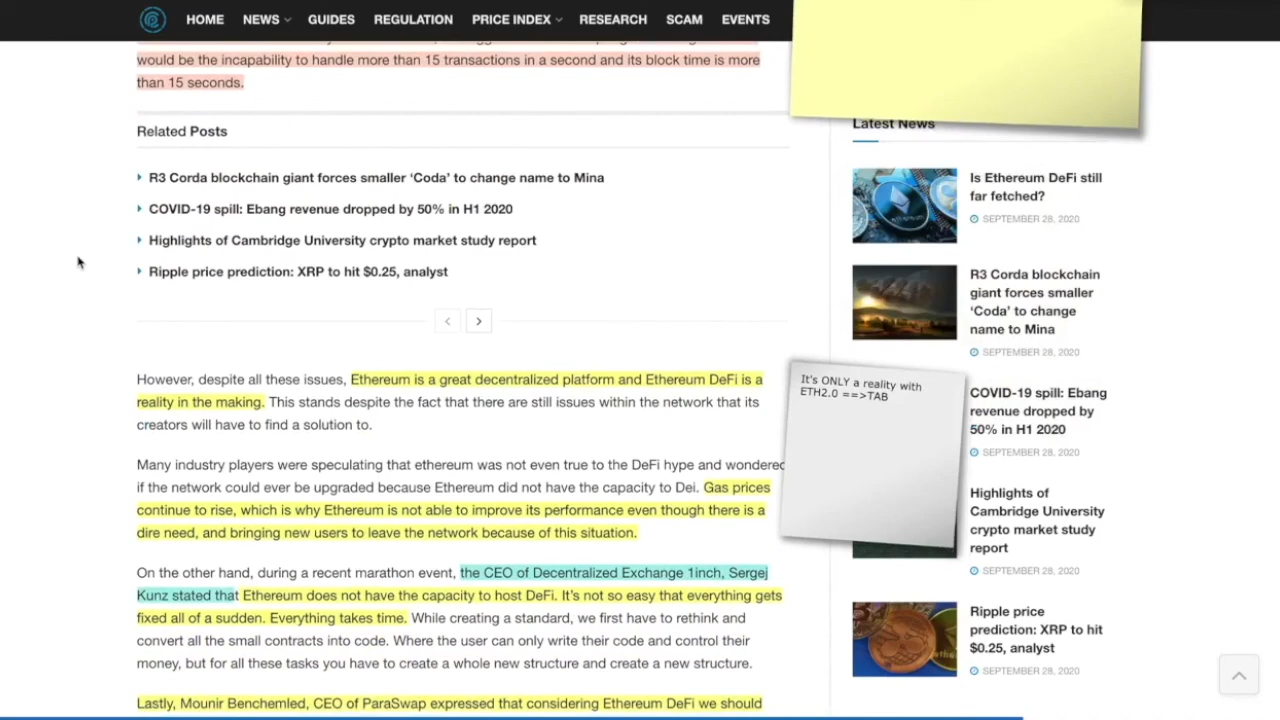 HOME NEWS GUIDES REGULATION PRICE INDEX RESEARCH SCAM EVENTS
would be the incapability to handle more than 15 transactions in a second and its block time is more
than 15 seconds.
Related Posts
R3 Corda blockchain giant forces smaller ‘Coda’ to change name to Mina
COVID-19 spill: Ebang revenue dropped by 50% in H1 2020
Highlights of Cambridge University crypto market study report
Ripple price prediction: XRP to hit $0.25, analyst
However, despite all these issues, Ethereum is a great decentralized platform and Ethereum DeFi is a
reality in the making. This stands despite the fact that there are still issues within the network that its
creators will have to find a solution to.
Many industry players were speculating that ethereum was not even true to the DeFi hype and wondered
if the network could ever be upgraded because Ethereum did not have the capacity to Dei. Gas prices
continue to rise, which is why Ethereum is not able to improve its performance even though there is a
dire need, and bringing new users to leave the network because of this situation.
On the other hand, during a recent marathon event, the CEO of Decentralized Exchange 1inch, Sergej
Kunz stated that Ethereum does not have the capacity to host DeFi. It’s not so easy that everything gets
fixed all of a sudden. Everything takes time. While creating a standard, we first have to rethink and
convert all the small contracts into code. Where the user can only write their code and control their
money, but for all these tasks you have to create a whole new structure and create a new structure.
Lastly, Mounir Benchemled, CEO of ParaSwap expressed that considering Ethereum DeFi we should
It's ONLY a reality with
ETH2.0 ==>TAB
Latest News
Is Ethereum DeFi still
far fetched?
SEPTEMBER 28, 2020
R3 Corda blockchain
giant forces smaller
‘Coda’ to change
name to Mina
SEPTEMBER 28, 2020
COVID-19 spill: Ebang
revenue dropped by
50% in H1 2020
SEPTEMBER 28, 2020
Highlights of
Cambridge University
crypto market study
report
SEPTEMBER 28, 2020
Ripple price
prediction: XRP to hit
$0.25, analyst
SEPTEMBER 28, 2020